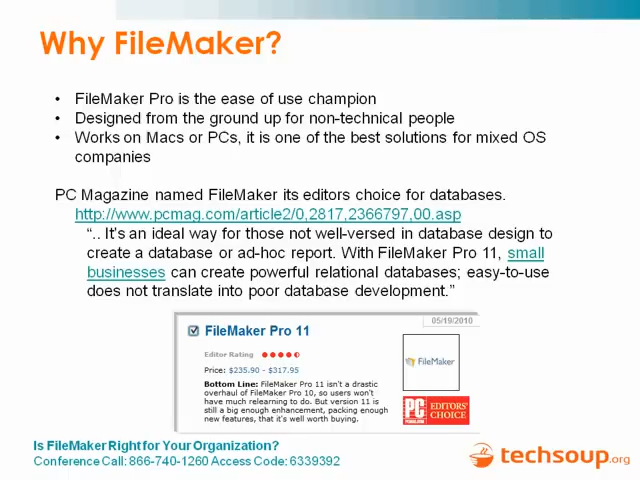 Why FileMaker?
• FileMaker Pro is the ease of use champion
• Designed from the ground up for non-technical people
• Works on Macs or PCs, it is one of the best solutions for mixed OS
companies
PC Magazine named FileMaker its editors choice for databases.
http://www.pcmag.com/article2/0,2817,2366797,00.asp
“.. It's an ideal way for those not well-versed in database design to
create a database or ad-hoc report. With FileMaker Pro 11, small
businesses can create powerful relational databases; easy-to-use
does not translate into poor database development.”
05/19/2010
FileMaker Pro 11
Editor Rating
Price: $235.90 - $317.95
Bottom Line: FileMaker Pro 11 isn't a drastic
overhaul of FileMaker Pro 10, so users won't
have much relearning to do. But version 11 is
still a big enough enhancement, packing enough
new features, that it's well worth buying.
FileMaker
PC
MAGAZINE
EDITORS'
CHOICE
Is FileMaker Right for Your Organization?
Conference Call: 866-740-1260 Access Code: 6339392
techsoup.org